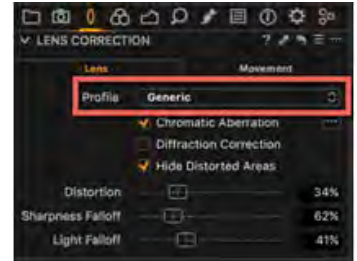 LENS CORRECTION
Lens Movement
Profile Generic
Chromatic Aberration
Diffraction Correction
Hide Distorted Areas
Distortion 34%
Sharpness Falloff 62%
Light Falloff 41%